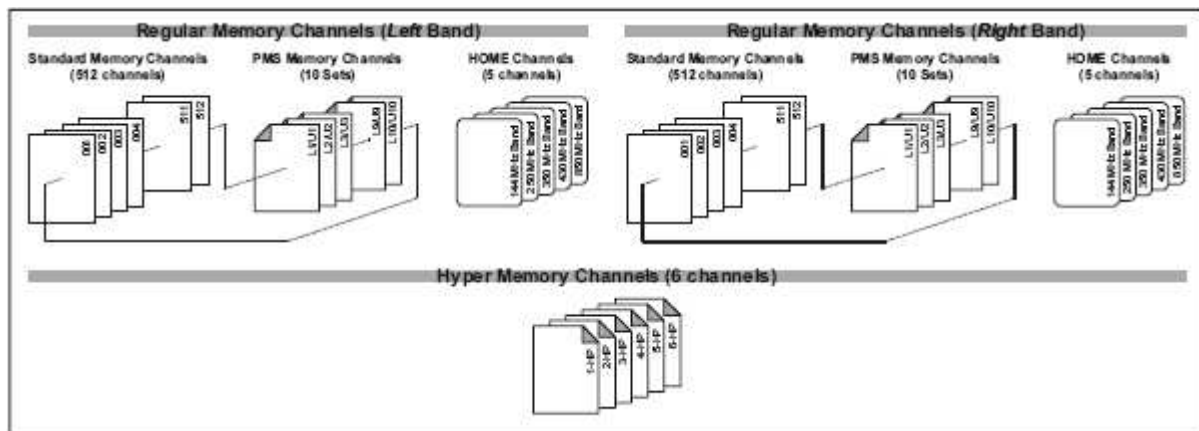 Regular Memory Channels (Left Band)
Standard Memory Channels
(512 channels)
PMS Memory Channels
(10 Sets)
HOME Channels
(5 channels)
001
002
003
004
511
512
L1/U1
L2/U2
L3/U3
L9/U9
L10/U10
144 MHz Band
250 MHz Band
350 MHz Band
430 MHz Band
850 MHz Band
Regular Memory Channels (Right Band)
Standard Memory Channels
(512 channels)
PMS Memory Channels
(10 Sets)
HOME Channels
(5 channels)
001
002
003
004
511
512
L1/U1
L2/U2
L3/U3
L9/U9
L10/U10
144 MHz Band
250 MHz Band
350 MHz Band
430 MHz Band
850 MHz Band
Hyper Memory Channels (6 channels)
1-HP
2-HP
3-HP
4-HP
5-HP
6-HP